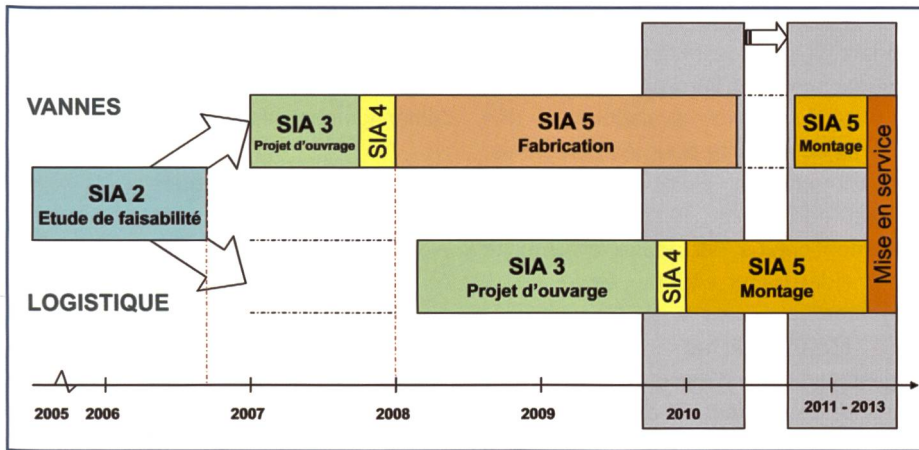 VANNES
SIA 3
Projet d'ouvrage
SIA 4
SIA 5
Fabrication
SIA 5
Montage
SIA 2
Etude de faisabilité
Mise en service
LOGISTIQUE
SIA 3
Projet d'ouvarge
SIA 4
SIA 5
Montage
2005
2006
2007
2008
2009
2010
2011 - 2013